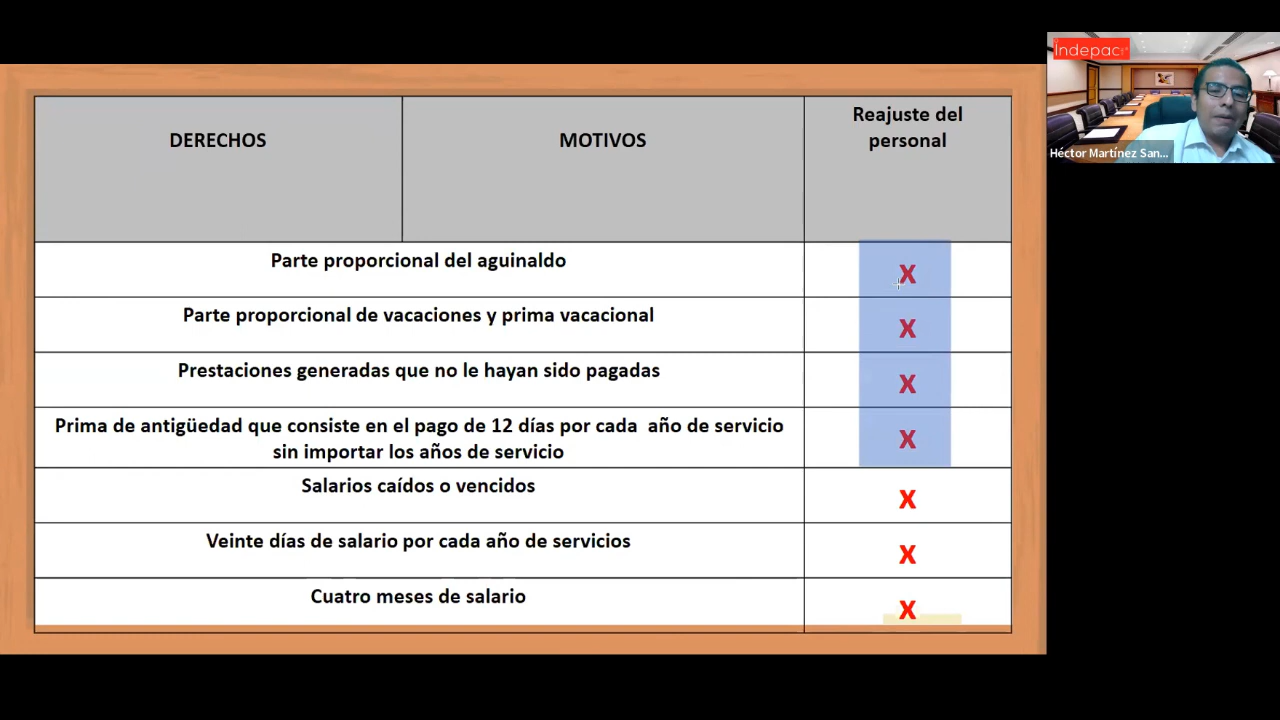 Indepac
DERECHOS
MOTIVOS
Reajuste del
personal
Parte proporcional del aguinaldo
X
Parte proporcional de vacaciones y prima vacacional
X
Prestaciones generadas que no le hayan sido pagadas
X
Prima de antigüedad que consiste en el pago de 12 días por cada año de servicio
sin importar los años de servicio
X
Salarios caídos o vencidos
X
Veinte días de salario por cada año de servicios
X
Cuatro meses de salario
X
Héctor Martínez San...